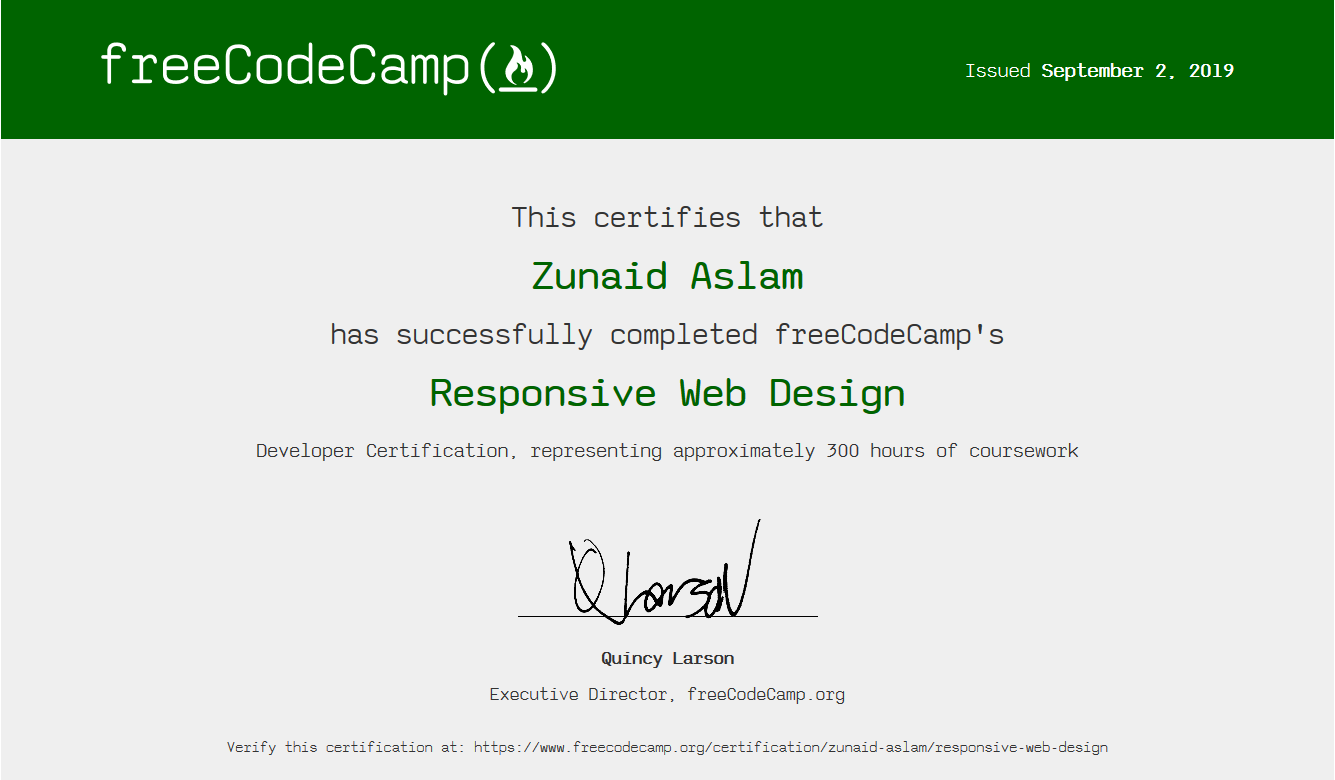 freeCodeCamp(🔥)
Issued September 2, 2019
This certifies that
Zunaid Aslam
has successfully completed freeCodeCamp's
Responsive Web Design
Developer Certification, representing approximately 300 hours of coursework
QLarson
Quincy Larson
Executive Director, freeCodeCamp.org
Verify this certification at: https://www.freecodecamp.org/certification/zunaid-aslam/responsive-web-design